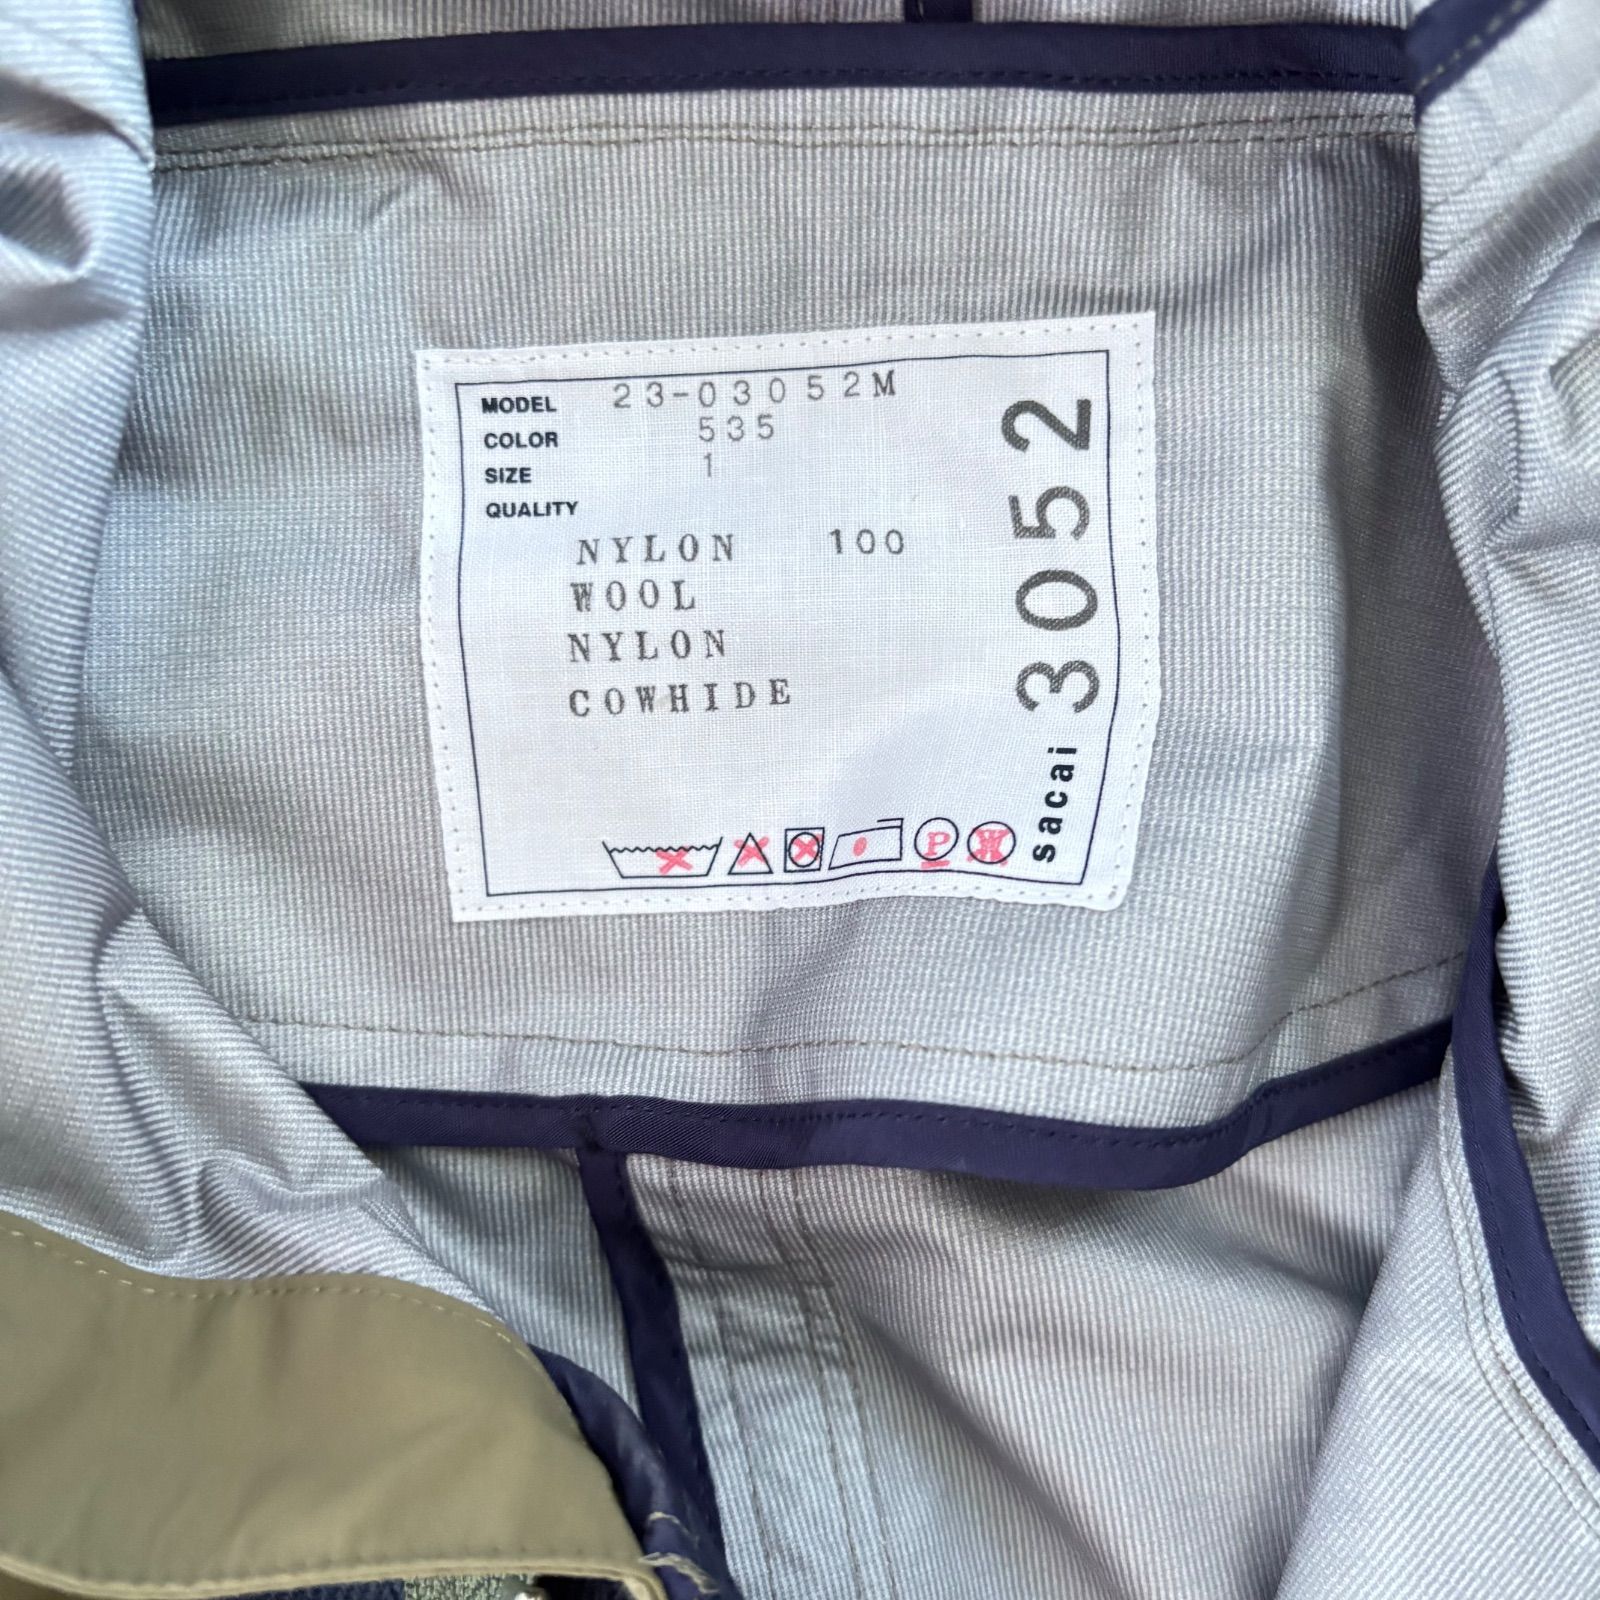 MODEL 23-03052M
COLOR 535
SIZE 1
QUALITY
NYLON 100
WOOL
NYLON
COWHIDE
P
W
sacai 3052